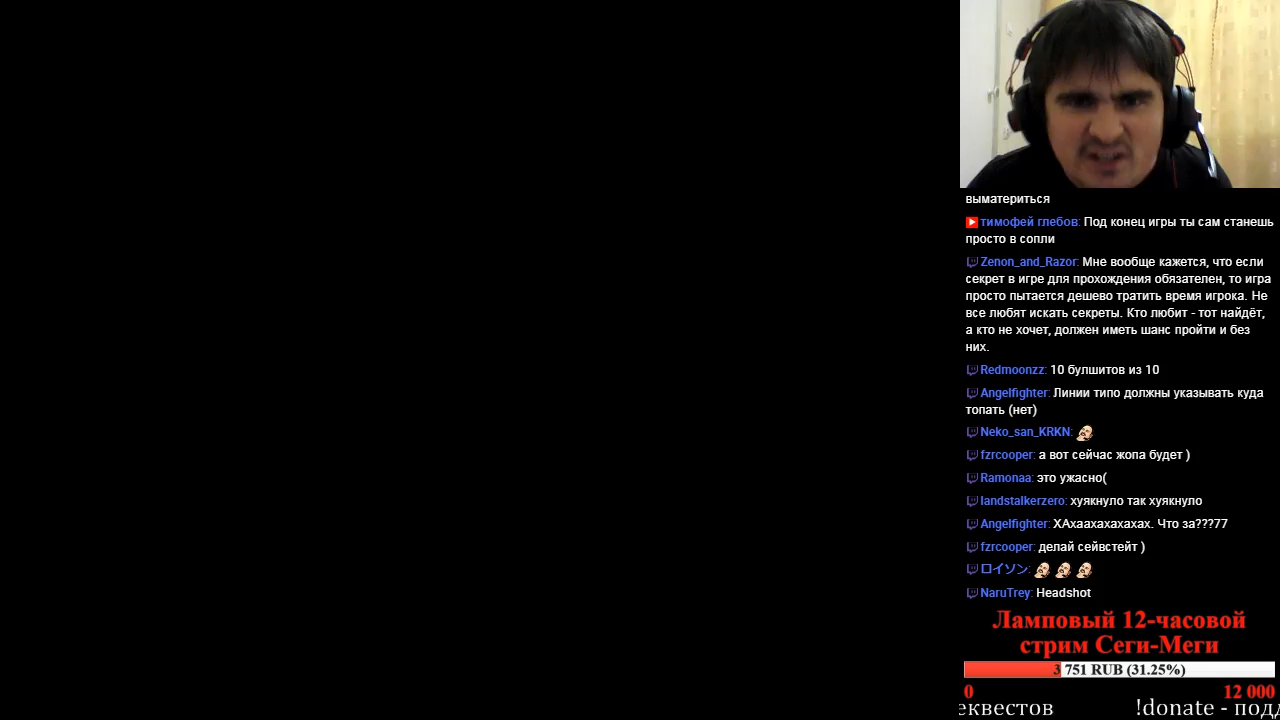 выматериться
тимофей глебов: Под конец игры ты сам станешь
просто в сопли
Zenon_and_Razor: Мне вообще кажется, что если
секрет в игре для прохождения обязателен, то игра
просто пытается дешево тратить время игрока. Не
все любят искать секреты. Кто любит - тот найдёт,
а кто не хочет, должен иметь шанс пройти и без
них.
Redmoonzz: 10 булшитов из 10
Angelfighter: Линии типо должны указывать куда
топать (нет)
Neko_san_KRKN:
fzrcooper: а вот сейчас жопа будет )
Ramonaa: это ужасно(
landstalkerzero: хуякнуло так хуякнуло
Angelfighter: ХАхаахахахахах. Что за???77
fzrcooper: делай сейвстейт )
ロイソン:
NaruTrey: Headshot
Ламповый 12-часовой
стрим Сеги-Меги
3 751 RUB (31.25%)
0 12 000
еквестов !donate - под